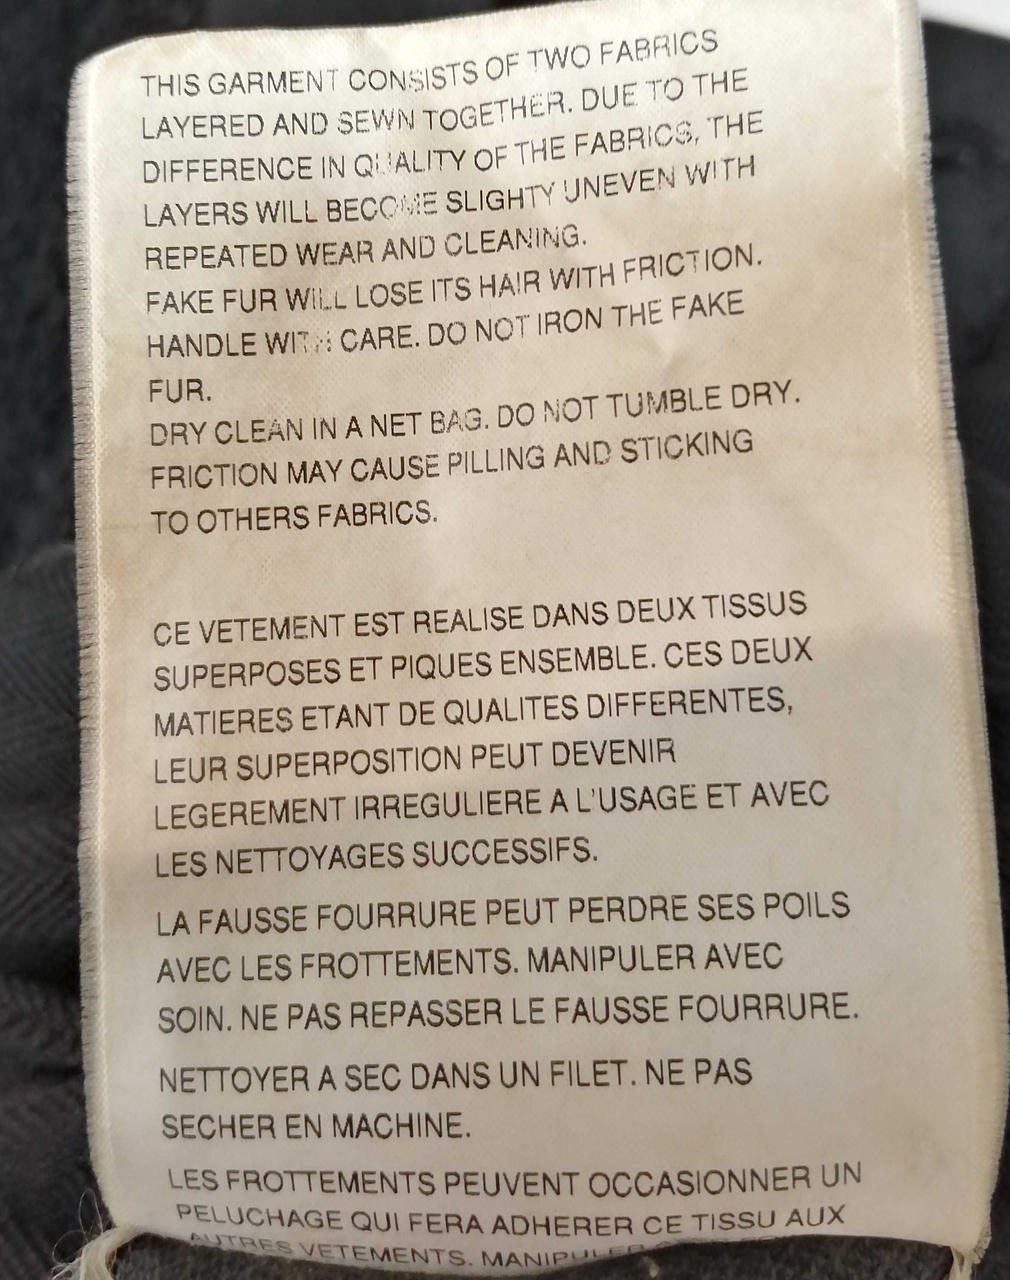 THIS GARMENT CONSISTS OF TWO FABRICS
LAYERED AND SEWN TOGETHER. DUE TO THE
DIFFERENCE IN QUALITY OF THE FABRICS, THE
LAYERS WILL BECOME SLIGHTY UNEVEN WITH
REPEATED WEAR AND CLEANING.
FAKE FUR WILL LOSE ITS HAIR WITH FRICTION.
HANDLE WITH CARE. DO NOT IRON THE FAKE
FUR.
DRY CLEAN IN A NET BAG. DO NOT TUMBLE DRY.
FRICTION MAY CAUSE PILLING AND STICKING
TO OTHERS FABRICS.
CE VETEMENT EST REALISE DANS DEUX TISSUS
SUPERPOSES ET PIQUES ENSEMBLE. CES DEUX
MATIERES ETANT DE QUALITES DIFFERENTES,
LEUR SUPERPOSITION PEUT DEVENIR
LEGEREMENT IRREGULIERE A L'USAGE ET AVEC
LES NETTOYAGES SUCCESSIFS.
LA FAUSSE FOURRURE PEUT PERDRE SES POILS
AVEC LES FROTTEMENTS. MANIPULER AVEC
SOIN. NE PAS REPASSER LE FAUSSE FOURRURE.
NETTOYER A SEC DANS UN FILET. NE PAS
SECHER EN MACHINE.
LES FROTTEMENTS PEUVENT OCCASIONNER UN
PELUCHAGE QUI FERA ADHERER CE TISSU AUX
AUTRES VETEMENTS. MANIPULER